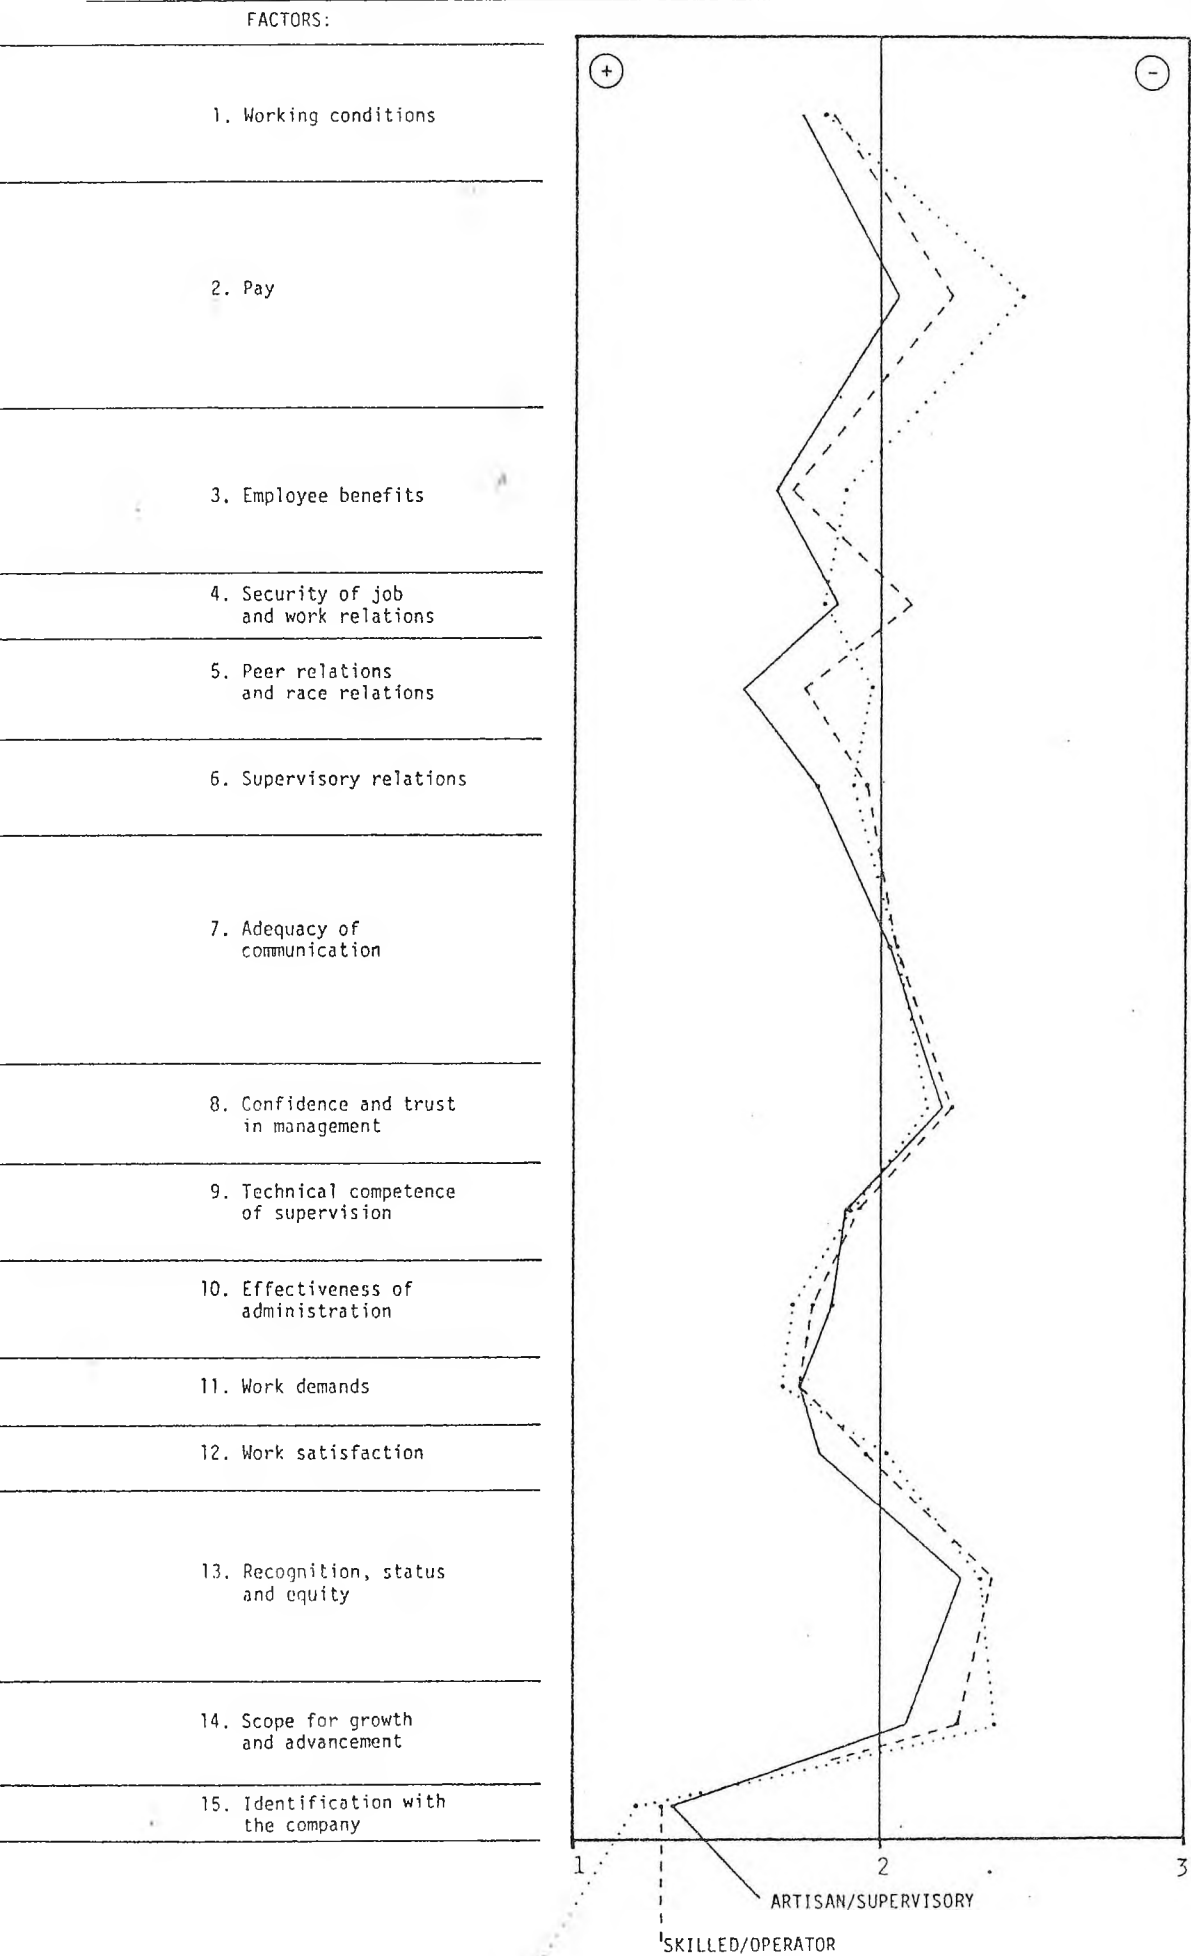 FACTORS:
+
-
1. Working conditions
2. Pay
3. Employee benefits
4. Security of job
and work relations
5. Peer relations
and race relations
6. Supervisory relations
7. Adequacy of
communication
8. Confidence and trust
in management
9. Technical competence
of supervision
10. Effectiveness of
administration
11. Work demands
12. Work satisfaction
13. Recognition, status
and equity
14. Scope for growth
and advancement
15. Identification with
the company
1 2 3
ARTISAN/SUPERVISORY
SKILLED/OPERATOR